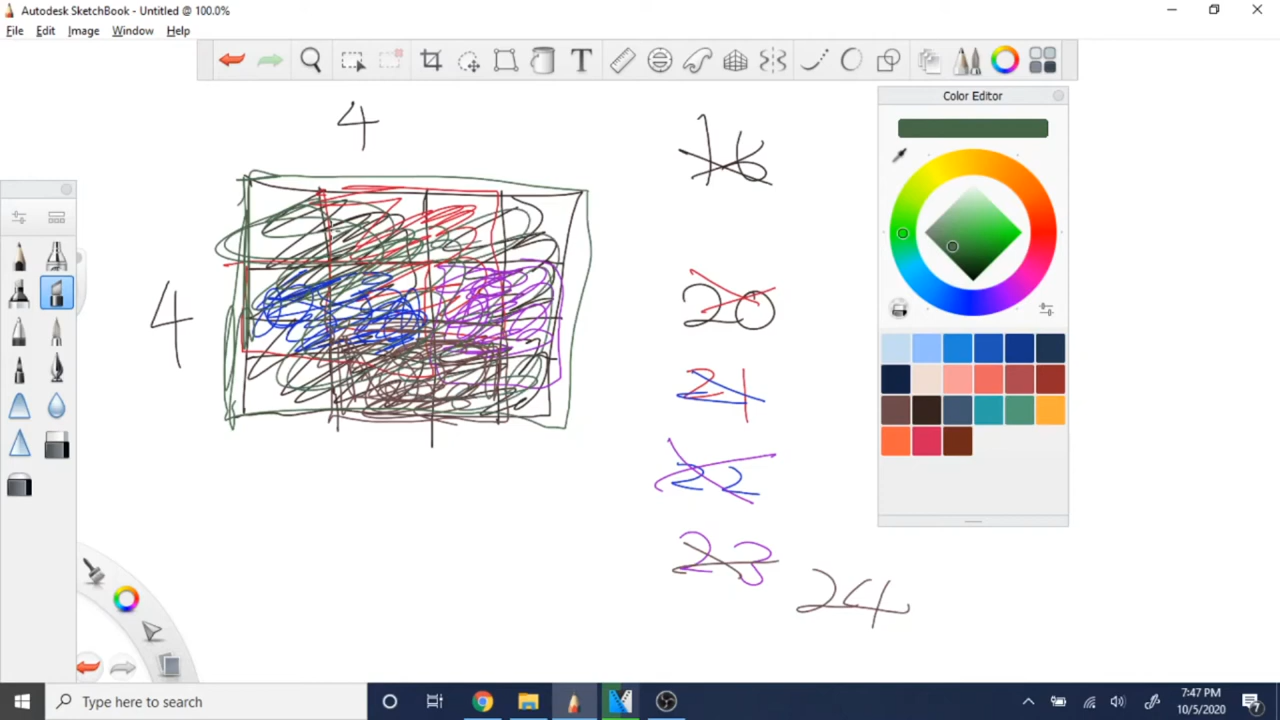 Autodesk SketchBook - Untitled @ 100.0%
File Edit Image Window Help
T
Color Editor
4
16
4
20
21
22
23
24
Type here to search
7:47 PM
10/5/2020
7